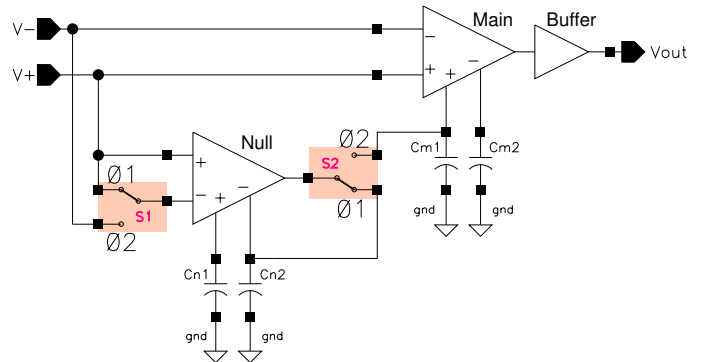 Main
Buffer
V-
Vout
V+
-
+
+
-
Null
Ø2
Cm1
Cm2
S2
+
Ø1
-
+
-
S1
Ø1
gnd
gnd
Ø2
Cn1
Cn2
gnd
gnd